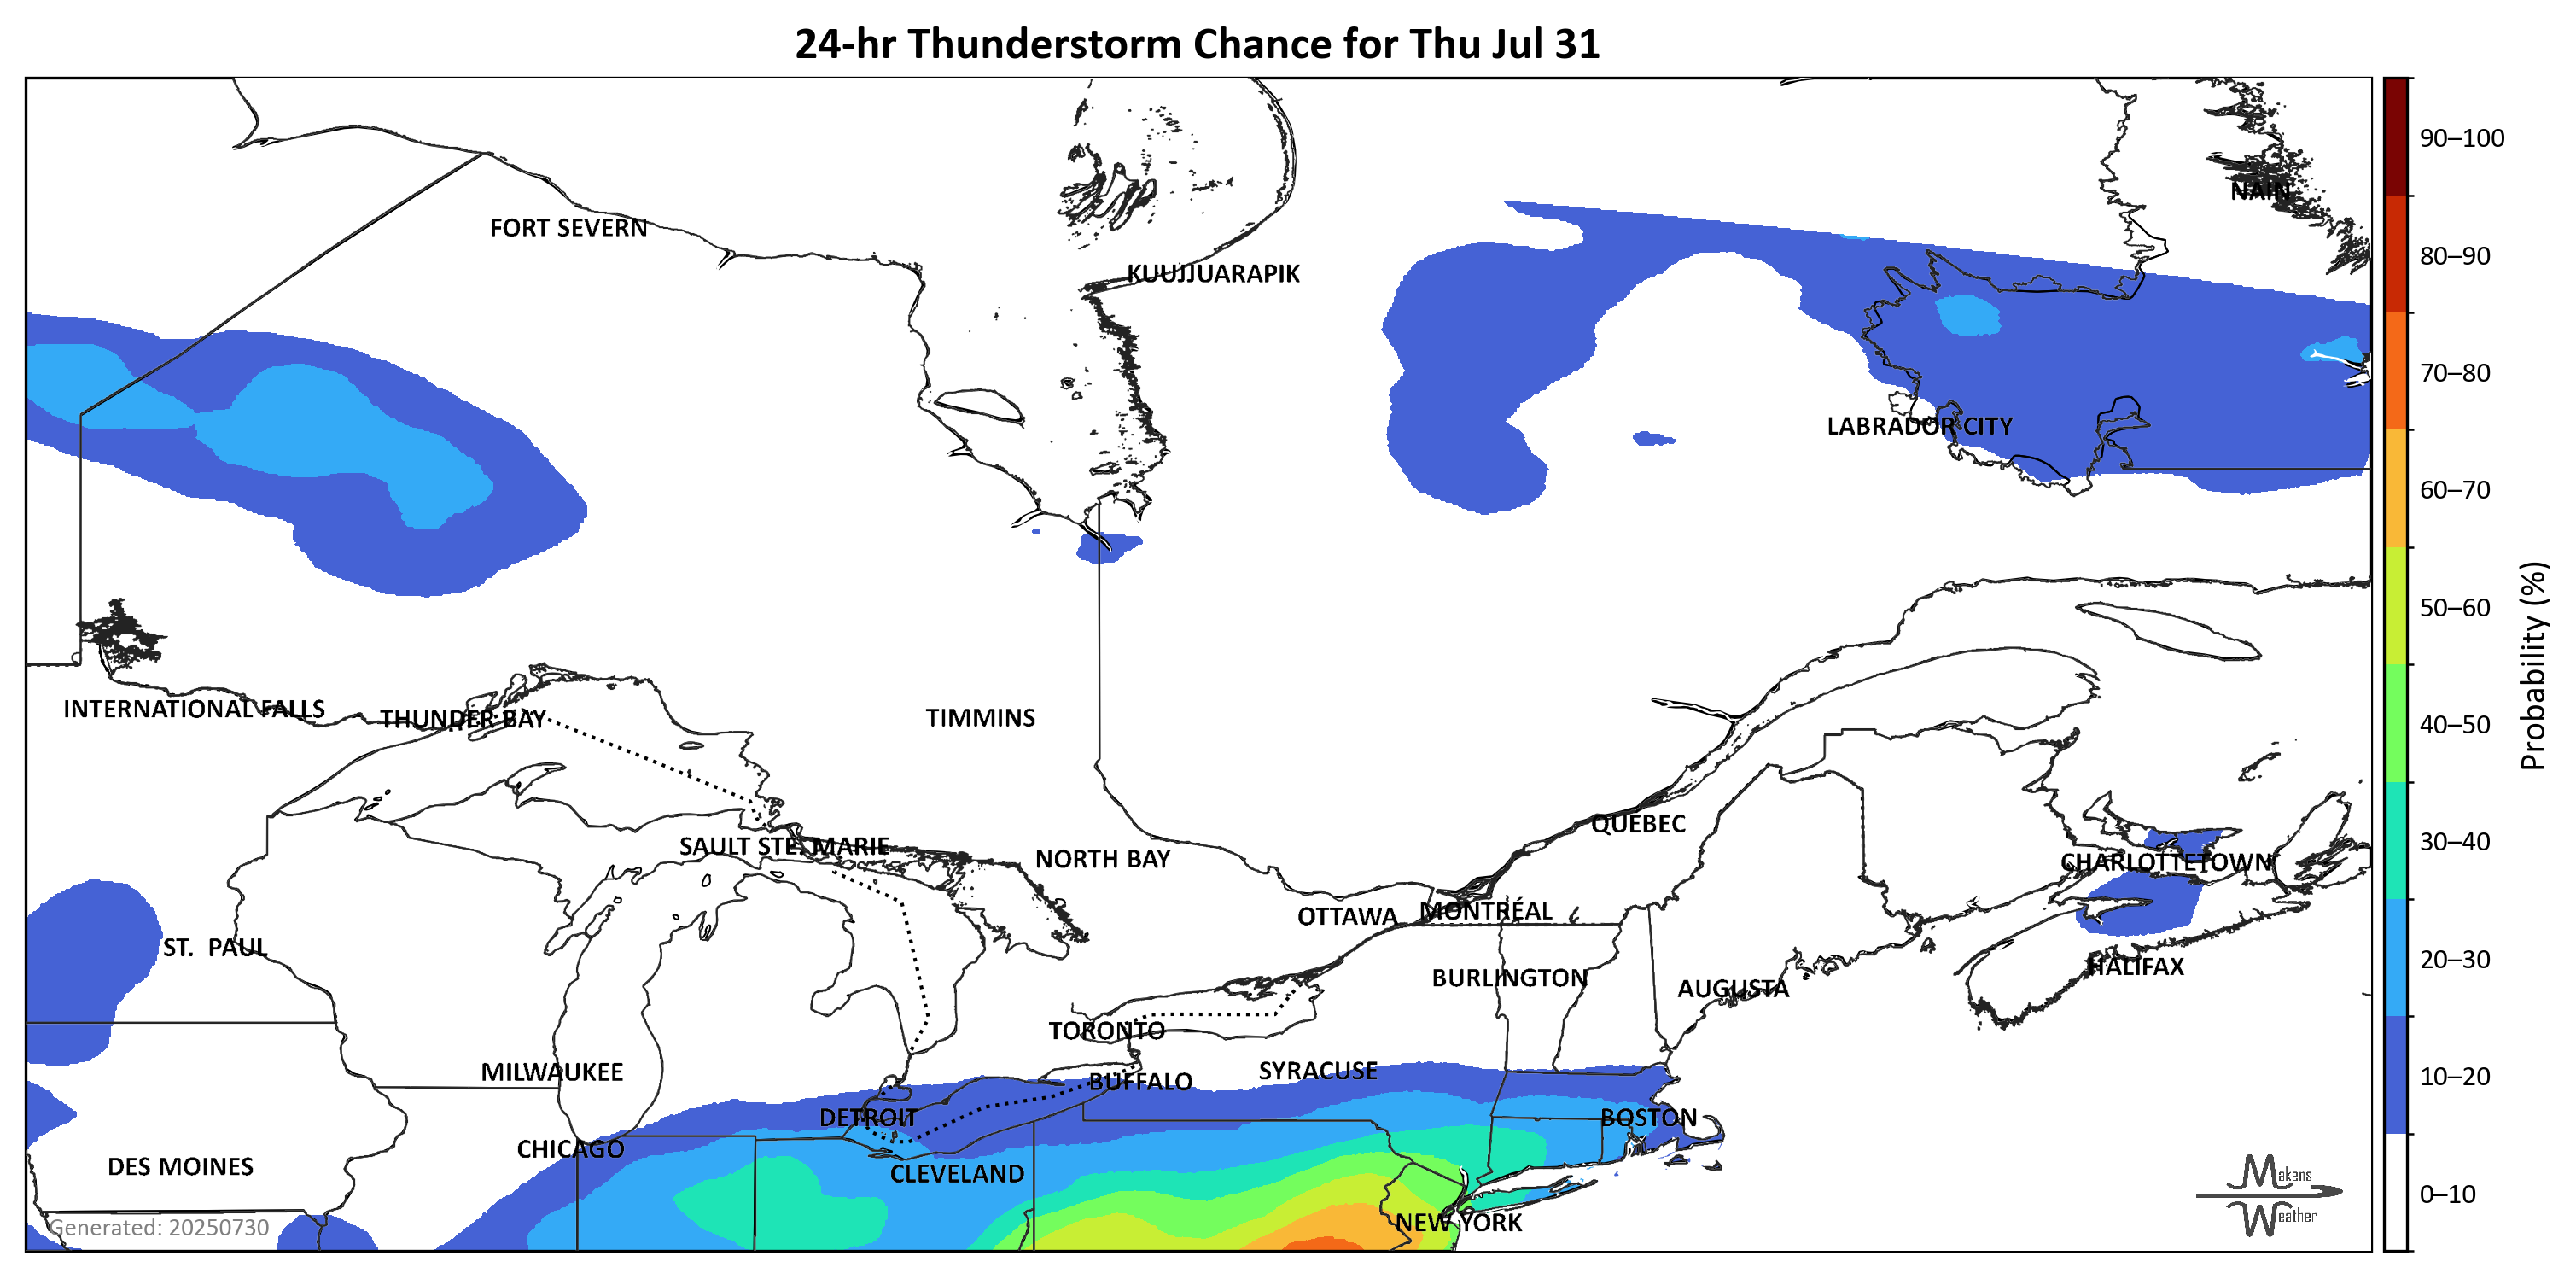 24-hr Thunderstorm Chance for Thu Jul 31
90–100
NAIN
FORT SEVERN
80–90
KUUJJUARAPIK
70–80
LABRADOR CITY
60–70
50–60
Probability (%)
INTERNATIONAL FALLS
THUNDER BAY
TIMMINS
40–50
QUEBEC
30–40
SAULT STE. MARIE
NORTH BAY
CHARLOTTETOWN
OTTAWA
MONTRÉAL
ST. PAUL
20–30
HALIFAX
BURLINGTON
AUGUSTA
TORONTO
MILWAUKEE
SYRACUSE
BUFFALO
10–20
DETROIT
BOSTON
CHICAGO
DES MOINES
CLEVELAND
Makens
Weather
0–10
NEW YORK
Generated: 20250730